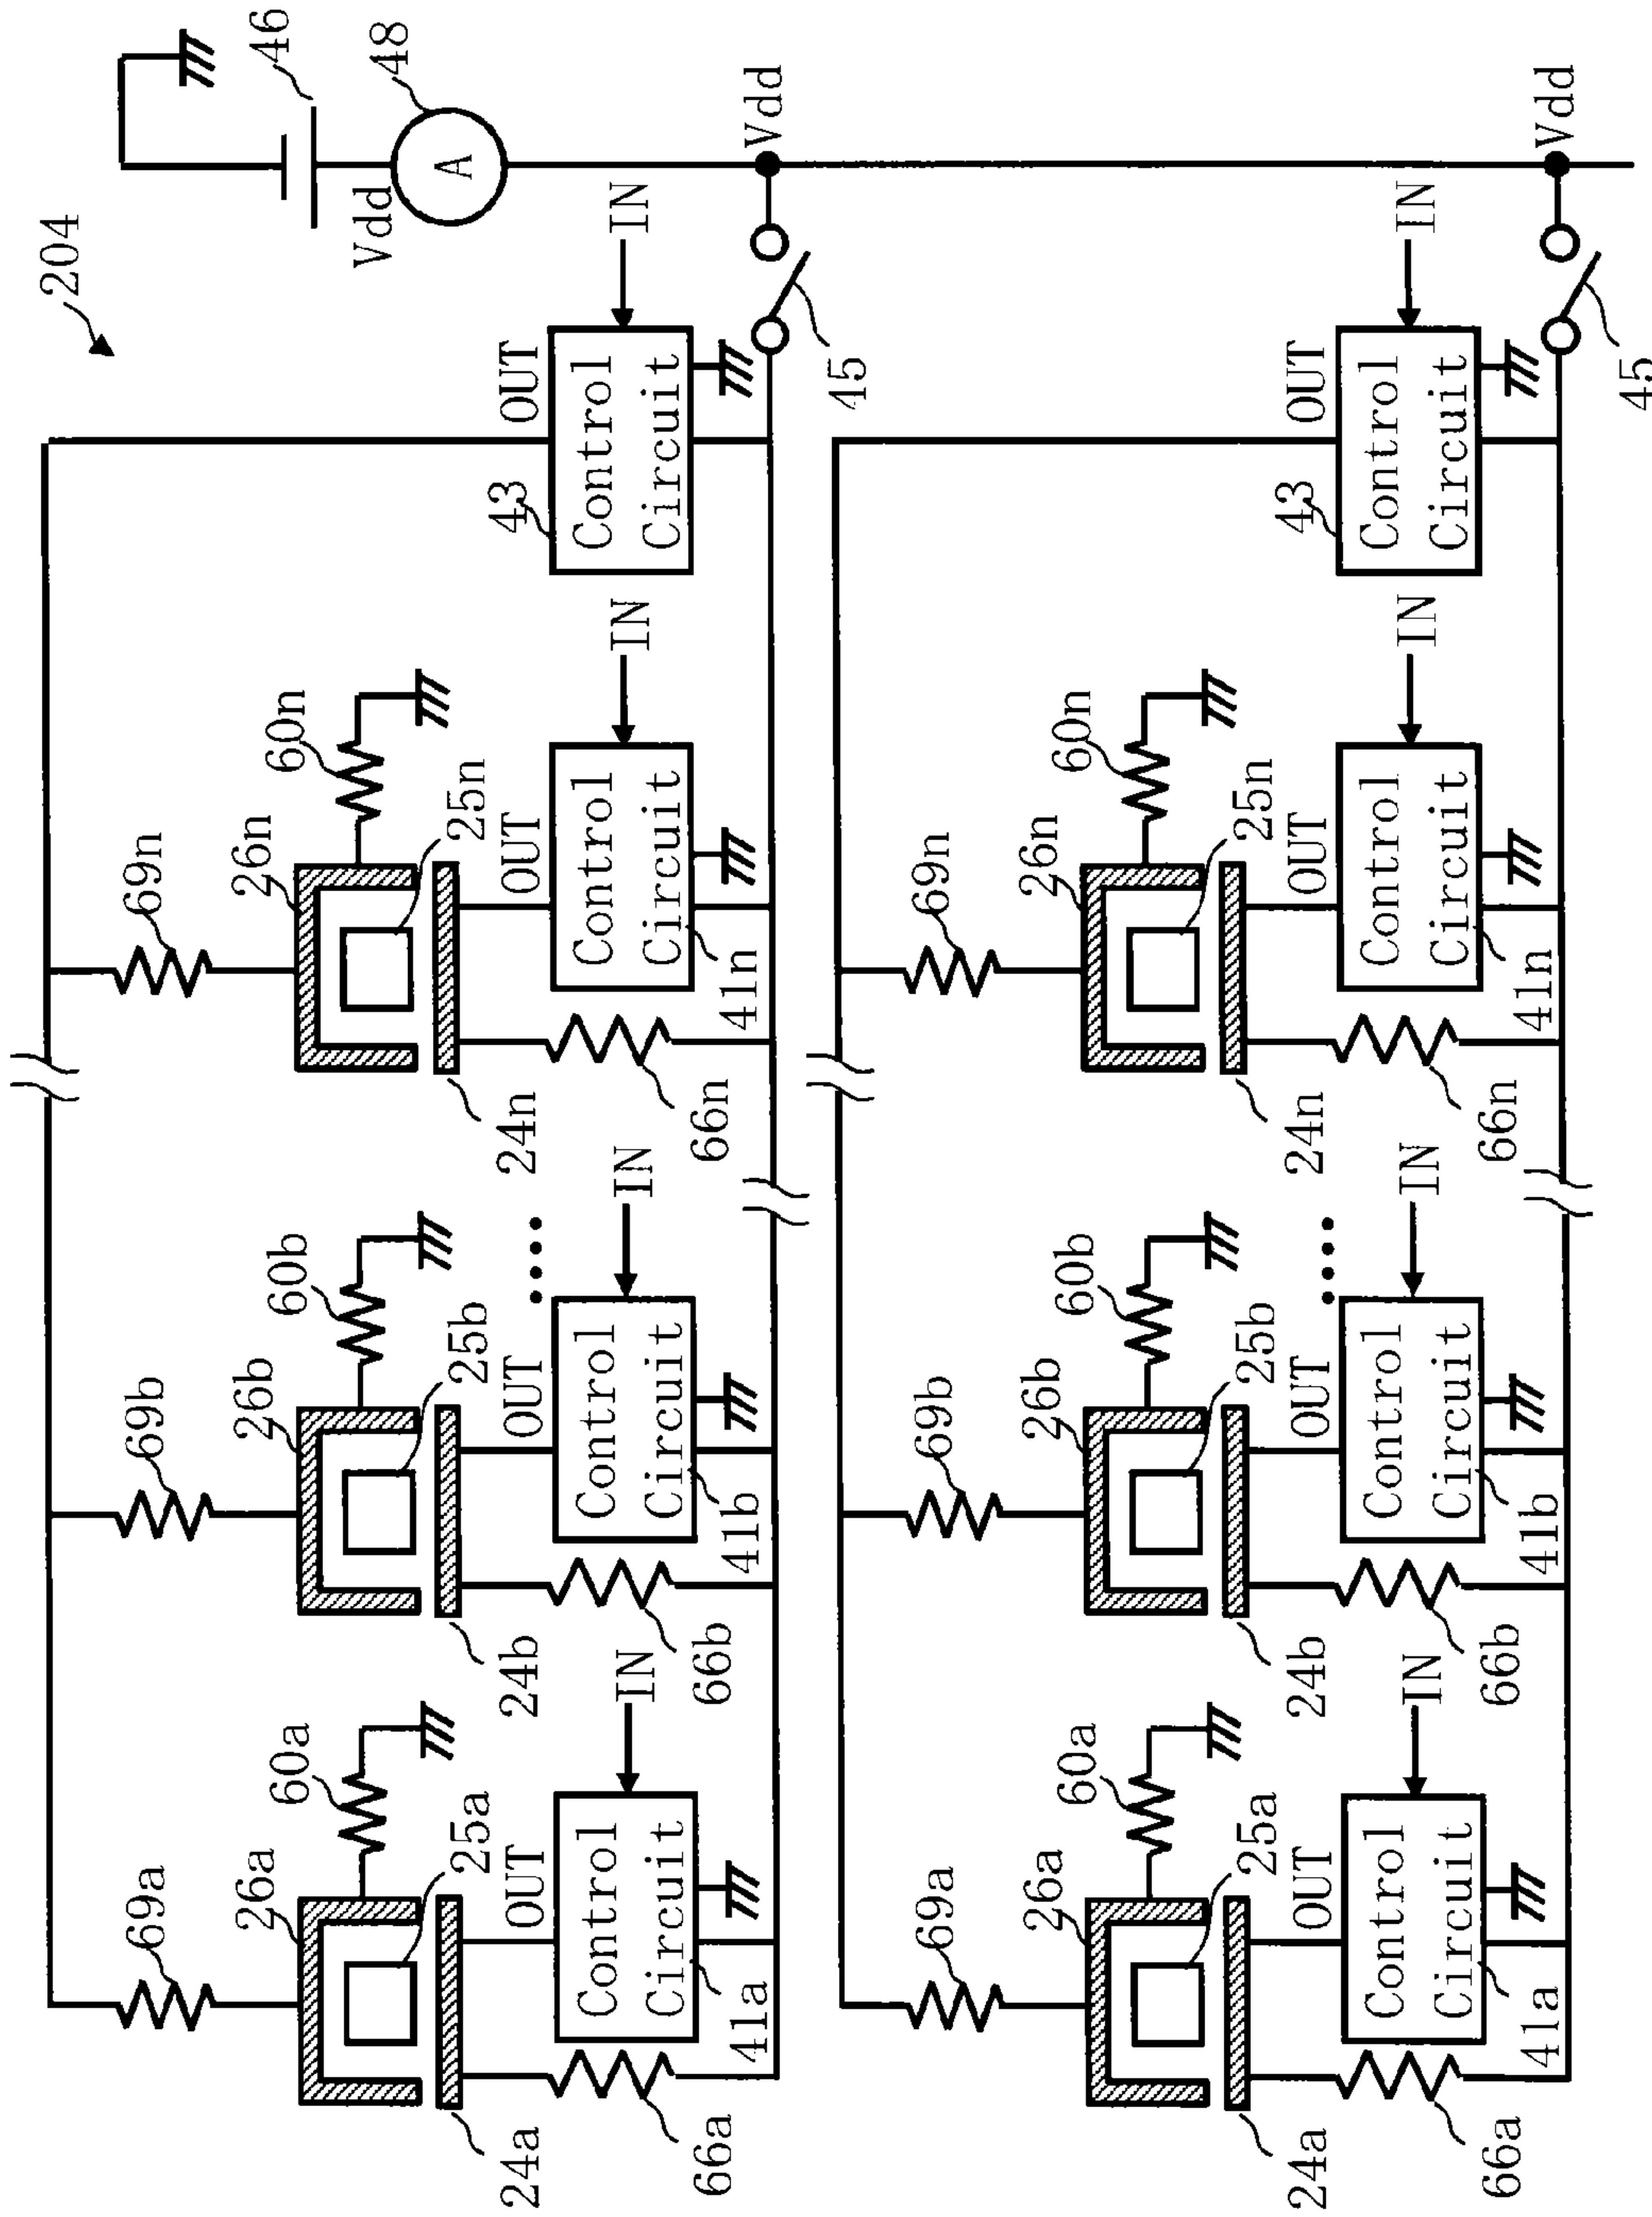 204
46
Vdd
48
A
Vdd
Vdd
69a
26a
60a
25a
24a
OUT
IN
Control
Circuit
66a
41a
69b
26b
60b
25b
24b
OUT
IN
Control
Circuit
66b
41b
....
69n
26n
60n
25n
24n
OUT
IN
Control
Circuit
66n
41n
43
OUT
IN
Control
Circuit
45
69a
26a
60a
25a
24a
OUT
IN
Control
Circuit
66a
41a
69b
26b
60b
25b
24b
OUT
IN
Control
Circuit
66b
41b
....
69n
26n
60n
25n
24n
OUT
IN
Control
Circuit
66n
41n
43
OUT
IN
Control
Circuit
45